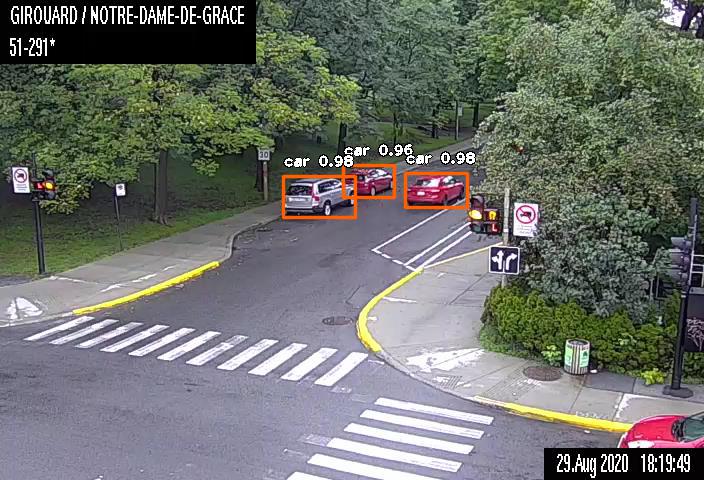 GIROUARD / NOTRE-DAME-DE-GRACE
51-291*
car 0.98
car 0.96
car 0.98
30
29.Aug 2020 18:19:49